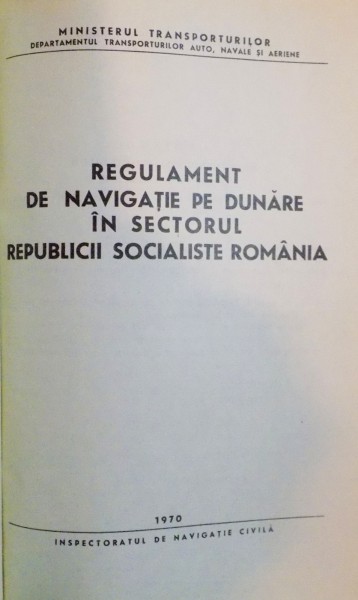 MINISTERUL TRANSPORTURILOR
DEPARTAMENTUL TRANSPORTURILOR AUTO, NAVALE ȘI AERIENE
REGULAMENT
DE NAVIGAȚIE PE DUNĂRE
ÎN SECTORUL
REPUBLICII SOCIALISTE ROMÂNIA
1970
INSPECTORATUL DE NAVIGAȚIE CIVILĂ